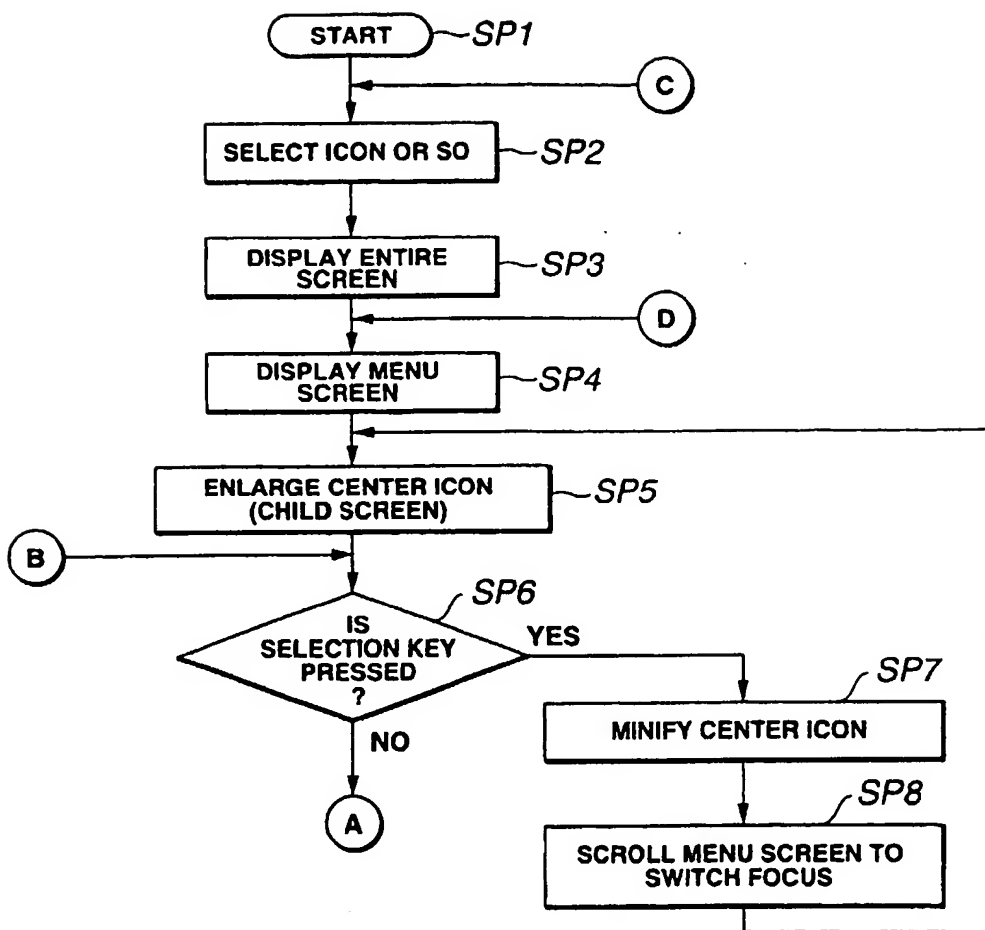 START
SP1
C
SELECT ICON OR SO
SP2
DISPLAY ENTIRE
SCREEN
SP3
D
DISPLAY MENU
SCREEN
SP4
ENLARGE CENTER ICON
(CHILD SCREEN)
SP5
B
SP6
IS
SELECTION KEY
PRESSED
?
YES
NO
A
SP7
MINIFY CENTER ICON
SP8
SCROLL MENU SCREEN TO
SWITCH FOCUS